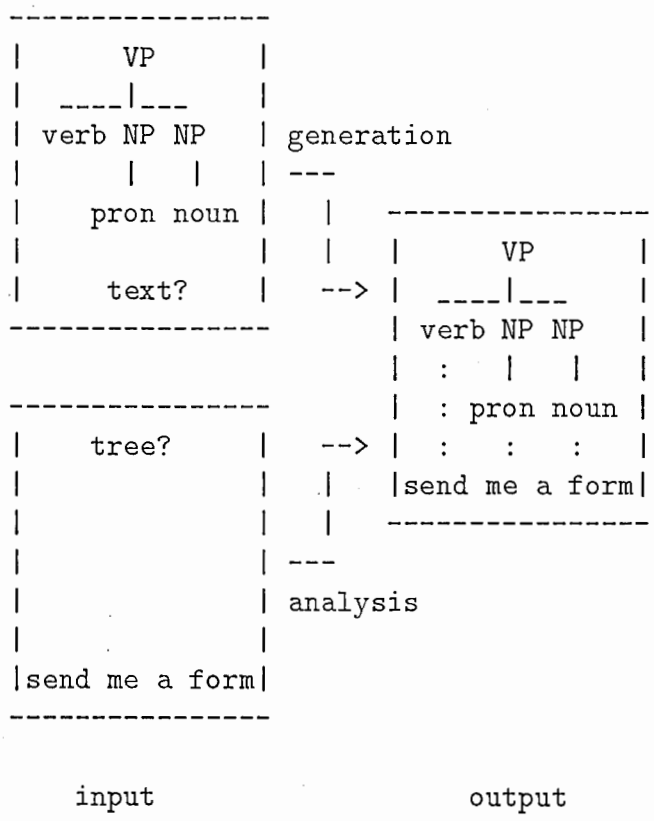 VP
verb NP NP
pron noun
text?
generation
tree?
send me a form
analysis
VP
verb NP NP
: 
: pron noun
: : :
send me a form
input output